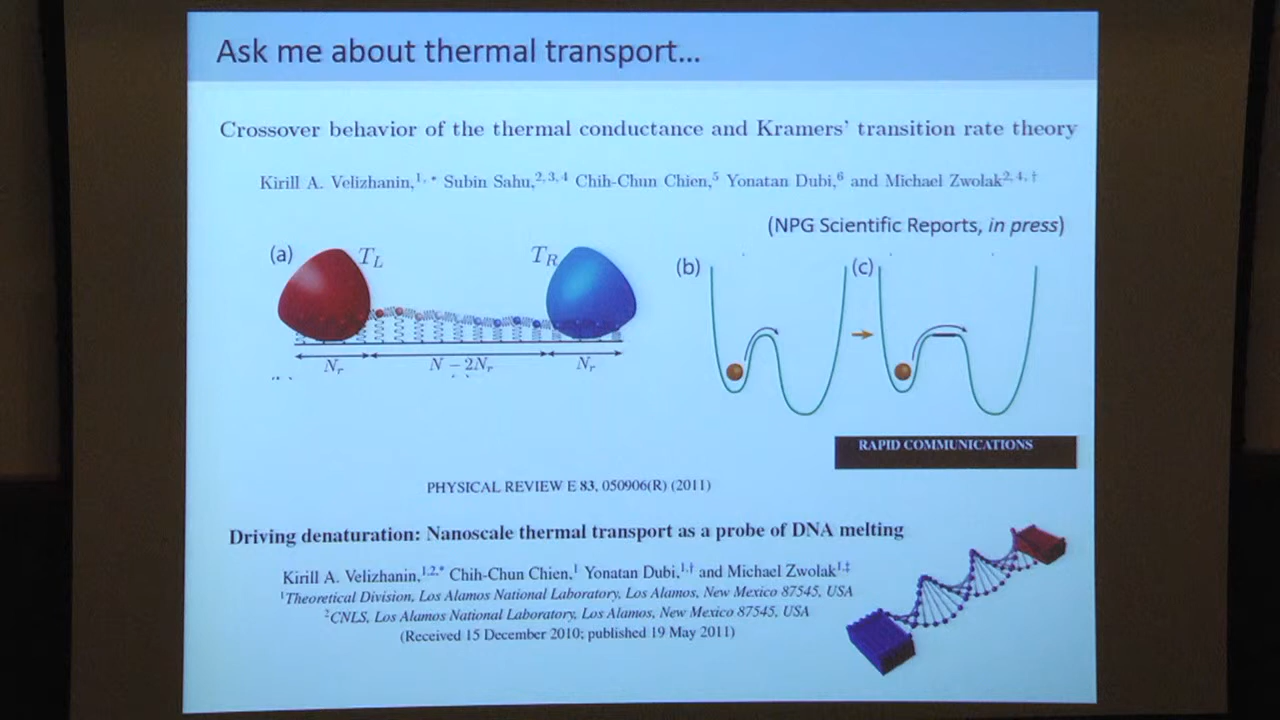 Ask me about thermal transport...
Crossover behavior of the thermal conductance and Kramers' transition rate theory
Kirill A. Velizhanin,¹,* Subin Sahu,²,³,⁴ Chih-Chun Chien,⁵ Yonatan Dubi,⁶ and Michael Zwolak²,⁴,†
(NPG Scientific Reports, in press)
(a) T_L T_R (b) (c)
N_r N − 2N_r N_r
RAPID COMMUNICATIONS
PHYSICAL REVIEW E 83, 050906(R) (2011)
Driving denaturation: Nanoscale thermal transport as a probe of DNA melting
Kirill A. Velizhanin,¹,²,* Chih-Chun Chien,¹ Yonatan Dubi,¹,† and Michael Zwolak¹,‡
¹Theoretical Division, Los Alamos National Laboratory, Los Alamos, New Mexico 87545, USA
²CNLS, Los Alamos National Laboratory, Los Alamos, New Mexico 87545, USA
(Received 15 December 2010; published 19 May 2011)